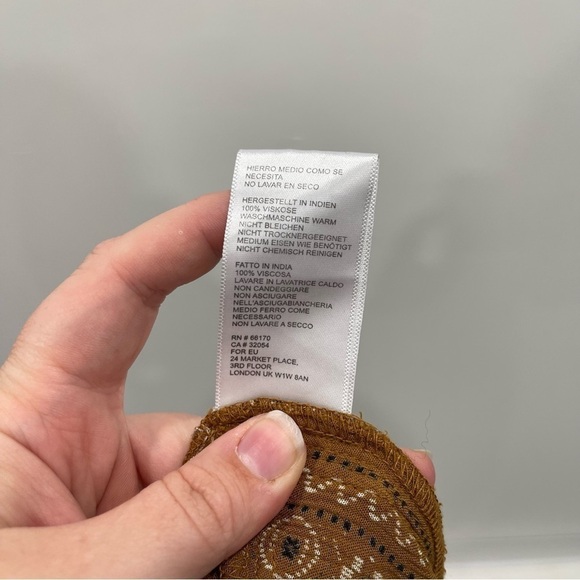 HIERRO MEDIO COMO SE
NECESITA
NO LAVAR EN SECO
HERGESTELLT IN INDIEN
100% VISKOSE
WASCHMASCHINE WARM
NICHT BLEICHEN
NICHT TROCKNERGEEIGNET
MEDIUM EISEN WIE BENÖTIGT
NICHT CHEMISCH REINIGEN
FATTO IN INDIA
100% VISCOSA
LAVARE IN LAVATRICE CALDO
NON CANDEGGIARE
NON ASCIUGARE
NELL'ASCIUGABIANCHERIA
MEDIO FERRO COME
NECESSARIO
NON LAVARE A SECCO
RN # 66170
CA # 32054
FOR EU
24 MARKET PLACE,
3RD FLOOR
LONDON UK W1W 8AN